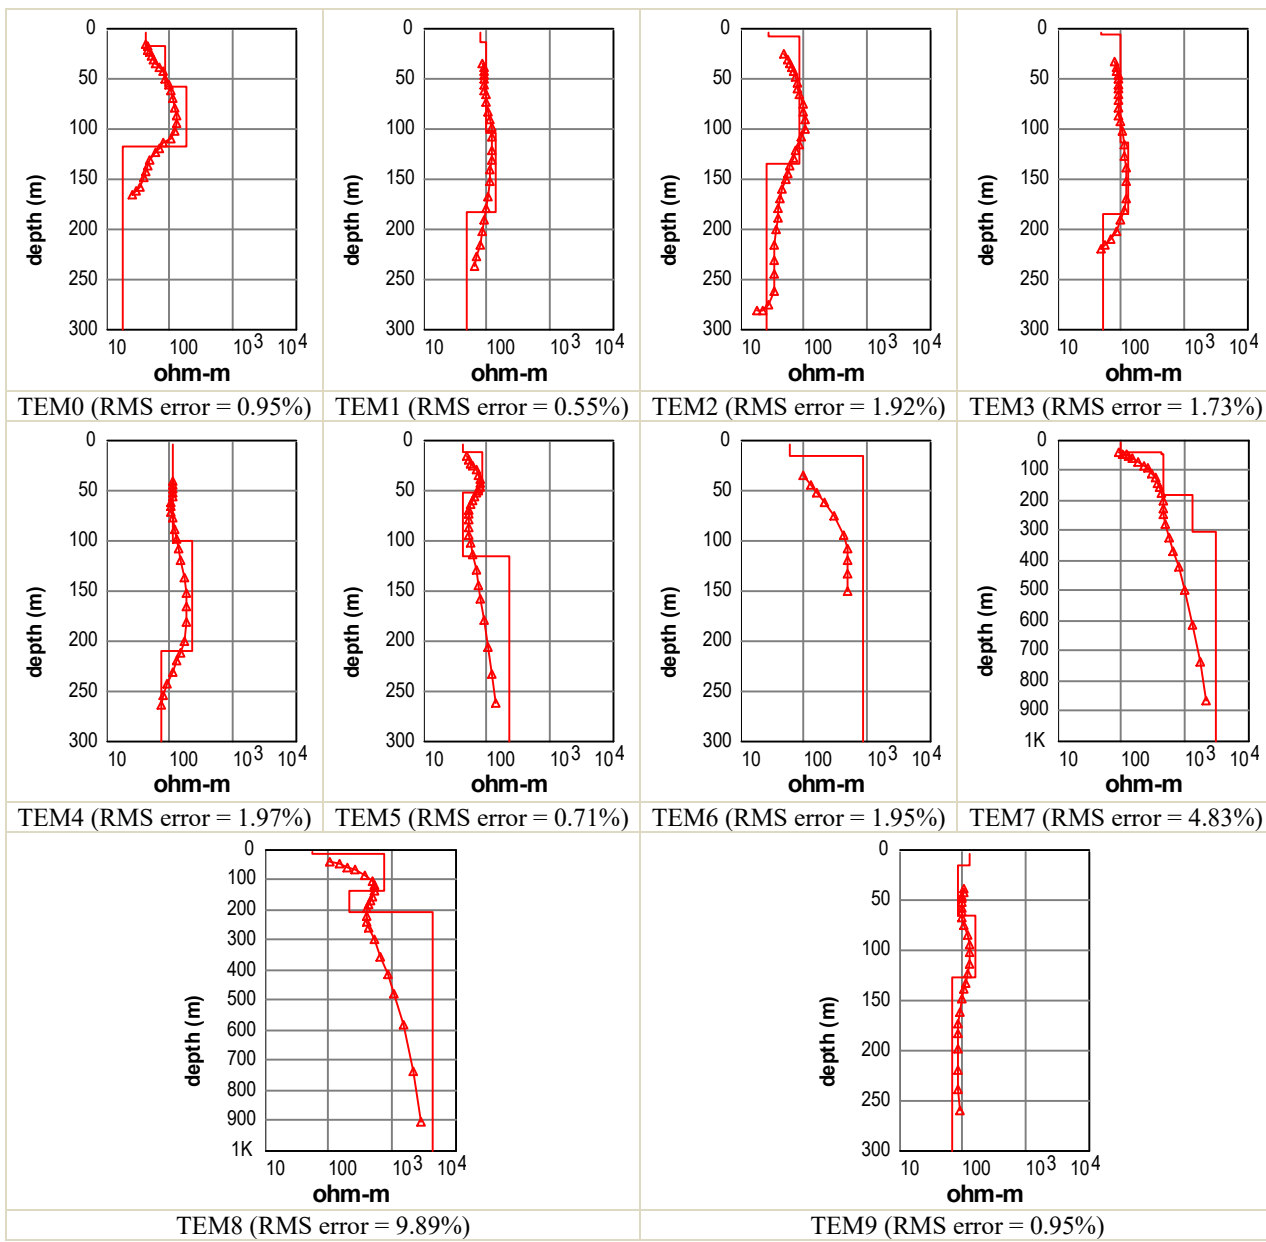 0
50
100
150
200
250
300
depth (m)
10 100 10³ 10⁴
ohm-m
0
50
100
150
200
250
300
depth (m)
10 100 10³ 10⁴
ohm-m
0
50
100
150
200
250
300
depth (m)
10 100 10³ 10⁴
ohm-m
0
50
100
150
200
250
300
depth (m)
10 100 10³ 10⁴
ohm-m
TEM0 (RMS error = 0.95%)
TEM1 (RMS error = 0.55%)
TEM2 (RMS error = 1.92%)
TEM3 (RMS error = 1.73%)
0
50
100
150
200
250
300
depth (m)
10 100 10³ 10⁴
ohm-m
0
50
100
150
200
250
300
depth (m)
10 100 10³ 10⁴
ohm-m
0
50
100
150
200
250
300
depth (m)
10 100 10³ 10⁴
ohm-m
0
100
200
300
400
500
600
700
800
900
1K
depth (m)
10 100 10³ 10⁴
ohm-m
TEM4 (RMS error = 1.97%)
TEM5 (RMS error = 0.71%)
TEM6 (RMS error = 1.95%)
TEM7 (RMS error = 4.83%)
0
100
200
300
400
500
600
700
800
900
1K
depth (m)
10 100 10³ 10⁴
ohm-m
0
50
100
150
200
250
300
depth (m)
10 100 10³ 10⁴
ohm-m
TEM8 (RMS error = 9.89%)
TEM9 (RMS error = 0.95%)